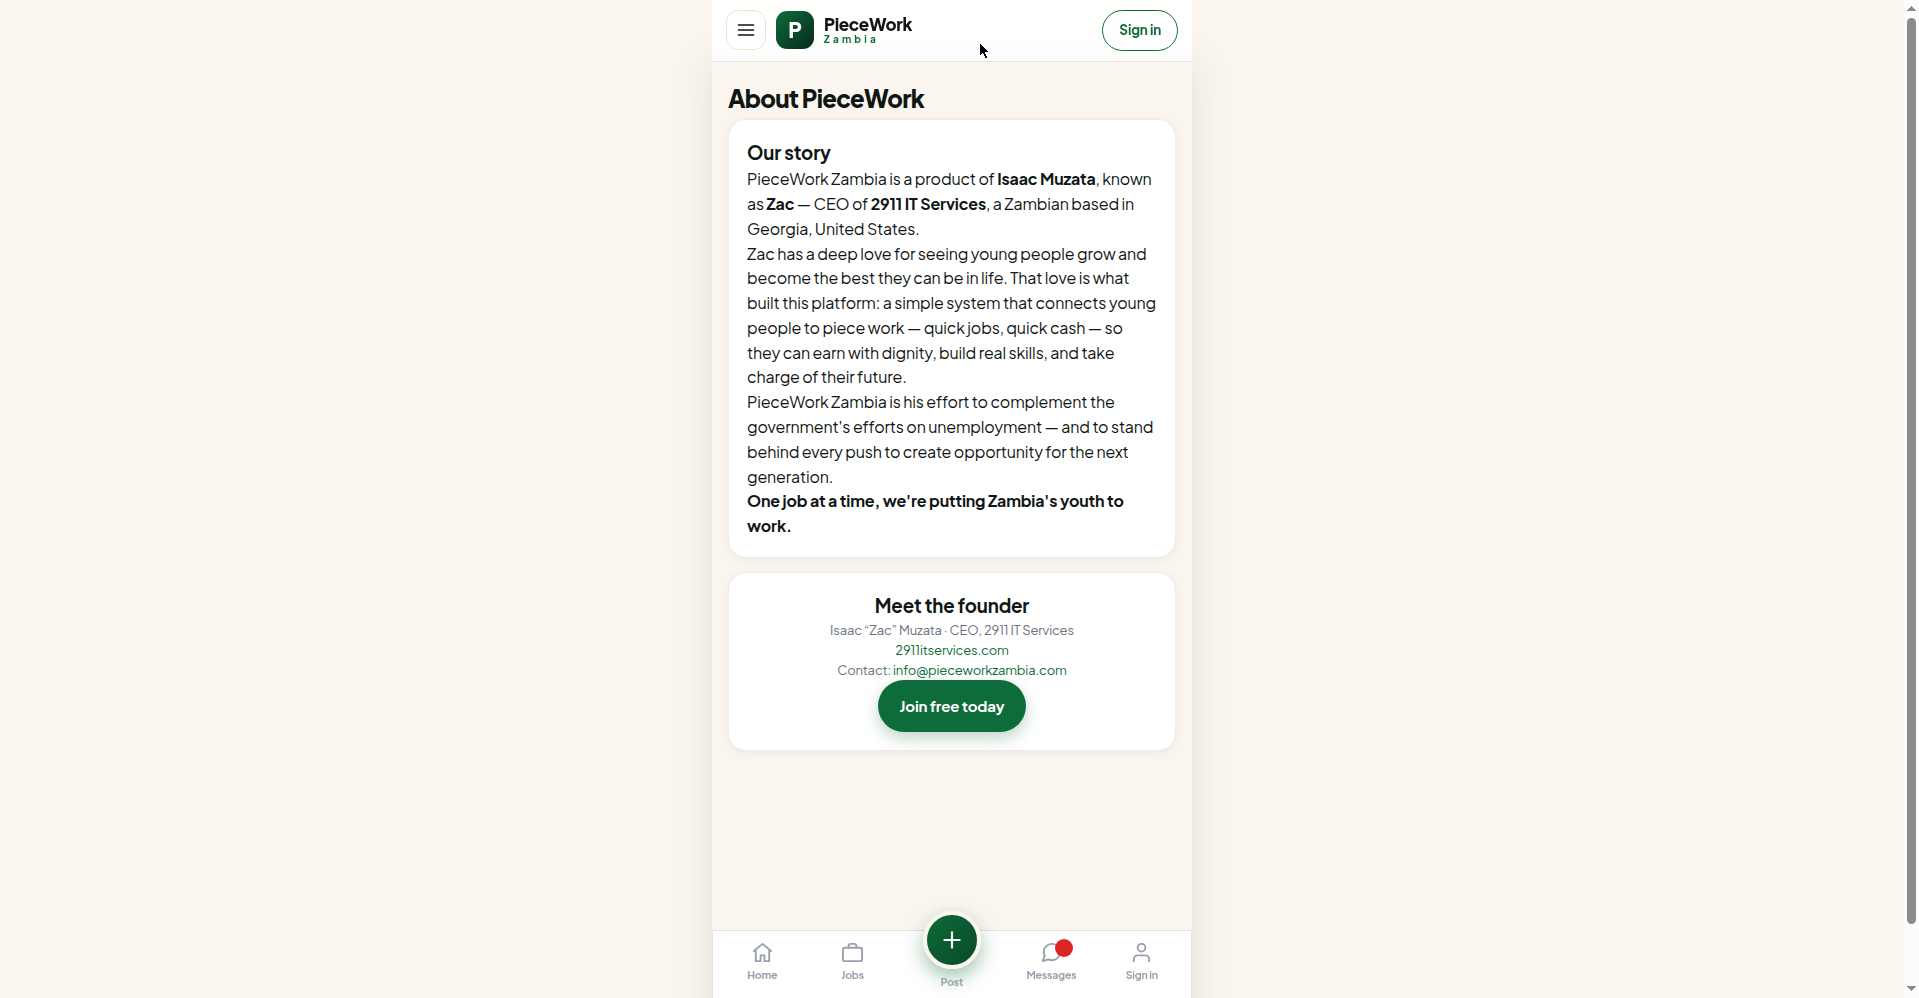 P
PieceWork
Zambia
Sign in
About PieceWork
Our story
PieceWork Zambia is a product of Isaac Muzata, known
as Zac — CEO of 2911 IT Services, a Zambian based in
Georgia, United States.
Zac has a deep love for seeing young people grow and
become the best they can be in life. That love is what
built this platform: a simple system that connects young
people to piece work — quick jobs, quick cash — so
they can earn with dignity, build real skills, and take
charge of their future.
PieceWork Zambia is his effort to complement the
government's efforts on unemployment — and to stand
behind every push to create opportunity for the next
generation.
One job at a time, we're putting Zambia's youth to
work.
Meet the founder
Isaac “Zac” Muzata · CEO, 2911 IT Services
2911itservices.com
Contact: info@pieceworkzambia.com
Join free today
Home
Jobs
Post
Messages
Sign in